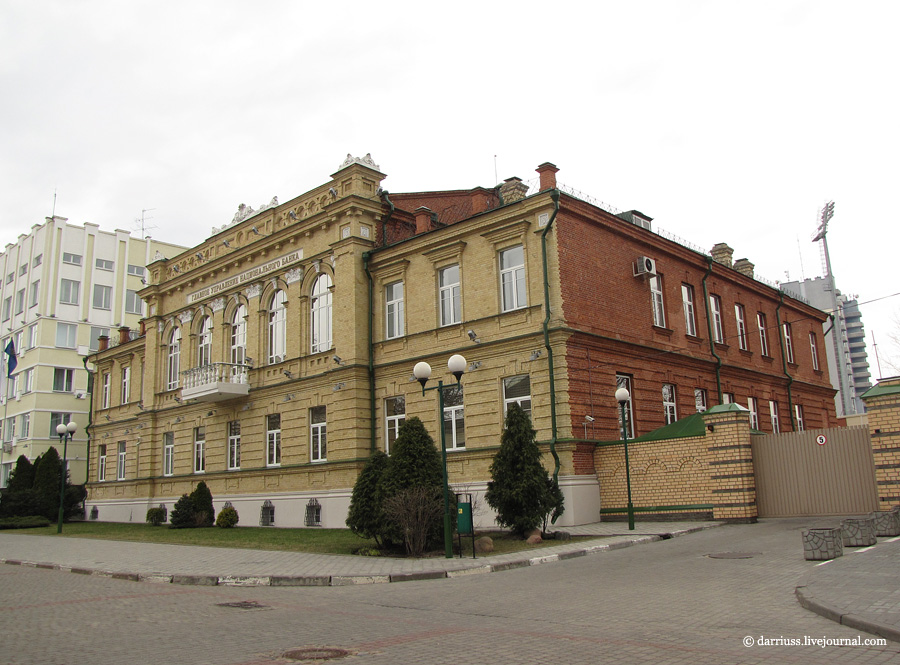 ГЛАВНОЕ УПРАВЛЕНИЕ НАЦИОНАЛЬНОГО БАНКА
5
© darriuss.livejournal.com